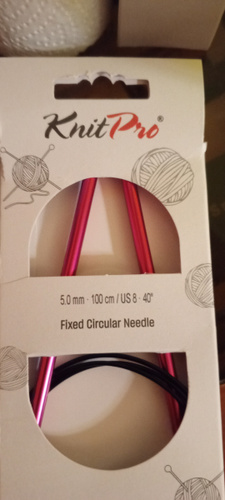 KnitPro®
5.0 mm · 100 cm / US 8 · 40"
Fixed Circular Needle